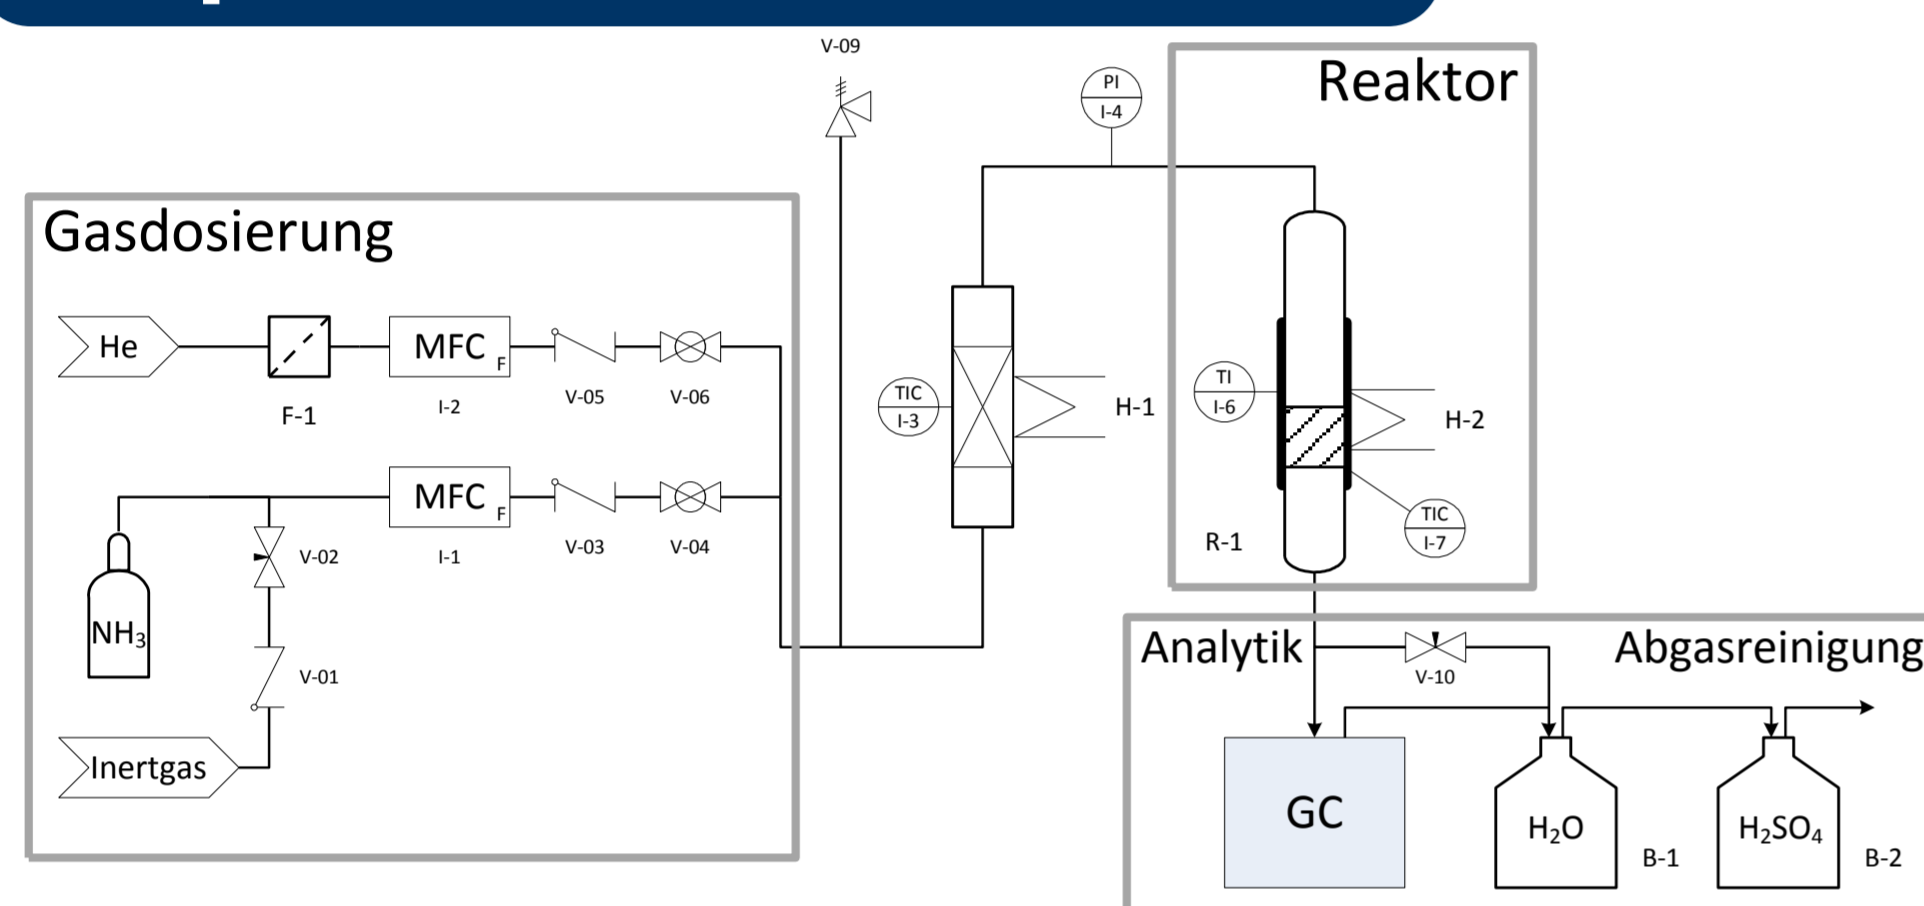 V-09
PI
I-4
Reaktor
Gasdosierung
He
F-1
MFC F
I-2
V-05
V-06
TIC
I-3
H-1
TI
I-6
H-2
NH₃
V-02
MFC F
I-1
V-03
V-04
R-1
TIC
I-7
V-01
Inertgas
Analytik
V-10
Abgasreinigung
GC
H₂O
B-1
H₂SO₄
B-2